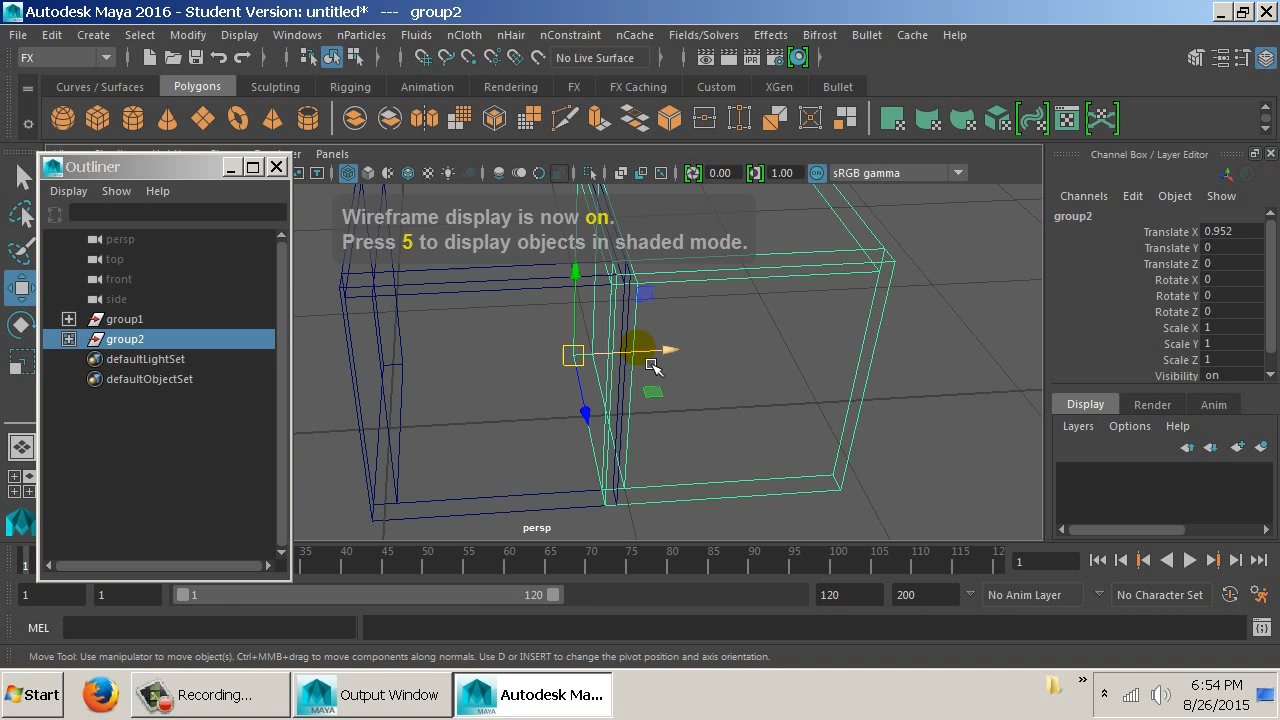 Autodesk Maya 2016 - Student Version: untitled*   ---   group2
File Edit Create Select Modify Display Windows nParticles Fluids nCloth nHair nConstraint nCache Fields/Solvers Effects Bifrost Bullet Cache Help
FX No Live Surface IPR
Curves / Surfaces Polygons Sculpting Rigging Animation Rendering FX FX Caching Custom XGen Bullet
Outliner
Panels
Channel Box / Layer Editor
0.00 1.00 ON sRGB gamma
Display Show Help
Channels Edit Object Show
Wireframe display is now on.
Press 5 to display objects in shaded mode.
group2
Translate X 0.952
Translate Y 0
Translate Z 0
Rotate X 0
Rotate Y 0
Rotate Z 0
Scale X 1
Scale Y 1
Scale Z 1
Visibility on
persp
top
front
side
group1
group2
defaultLightSet
defaultObjectSet
Display Render Anim
Layers Options Help
persp
1 35 40 45 50 55 60 65 70 75 80 85 90 95 100 105 110 115 12 1
1 1 1 120 120 200 No Anim Layer No Character Set
MEL
Move Tool: Use manipulator to move object(s). Ctrl+MMB+drag to move components along normals. Use D or INSERT to change the pivot position and axis orientation.
Start Recording... MAYA Output Window MAYA Autodesk Ma... 6:54 PM
8/26/2015